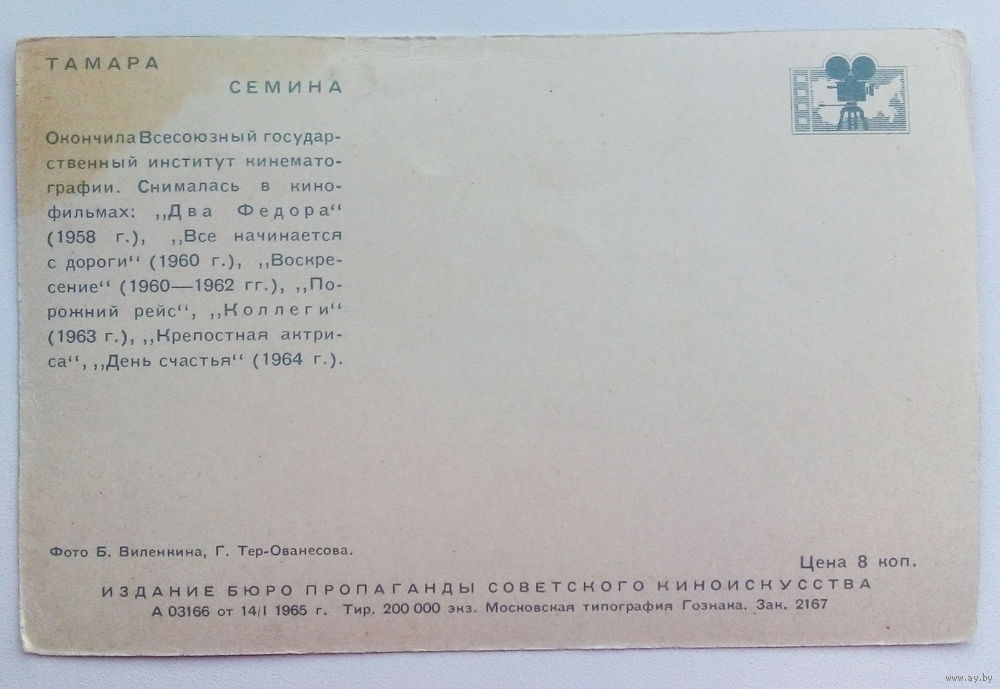 ТАМАРА
СЕМИНА
Окончила Всесоюзный государ-
ственный институт кинемато-
графии. Снималась в кино-
фильмах: „Два Федора“
(1958 г.), „Все начинается
с дороги“ (1960 г.), „Воскре-
сение“ (1960—1962 гг.), „По-
рожний рейс“, „Коллеги“
(1963 г.), „Крепостная актри-
са“, „День счастья“ (1964 г.).
Фото Б. Виленкина, Г. Тер-Ованесова.
Цена 8 коп.
ИЗДАНИЕ БЮРО ПРОПАГАНДЫ СОВЕТСКОГО КИНОИСКУССТВА
А 03166 от 14/I 1965 г. Тир. 200 000 экз. Московская типография Гознака. Зак. 2167
www.ay.by